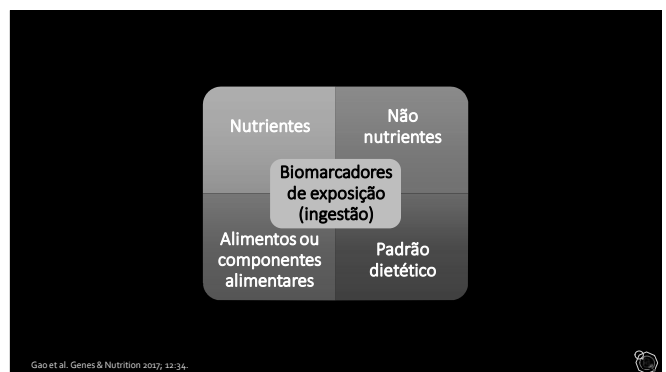 Nutrientes
Não
nutrientes
Biomarcadores
de exposição
(ingestão)
Alimentos ou
componentes
alimentares
Padrão
dietético
Gao et al. Genes & Nutrition 2017; 12:34.